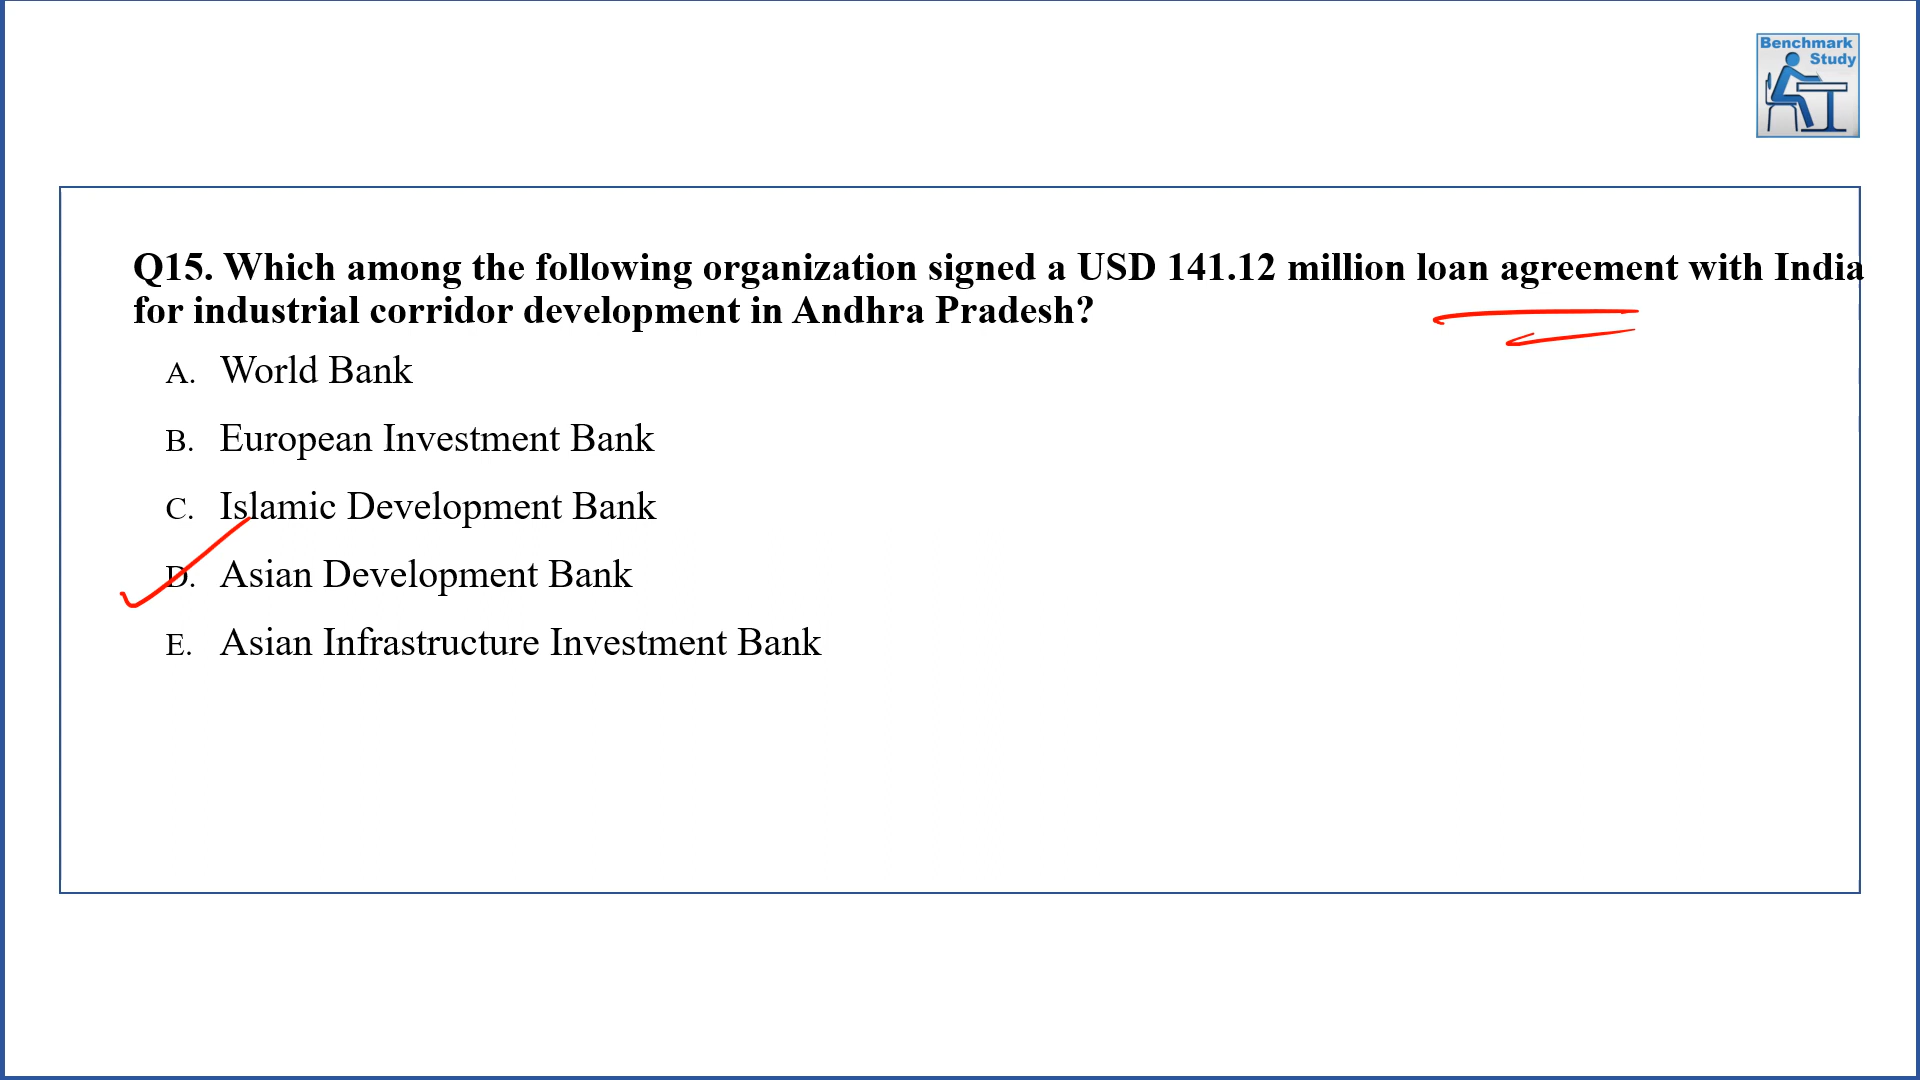 Benchmark
Study
Q15. Which among the following organization signed a USD 141.12 million loan agreement with India
for industrial corridor development in Andhra Pradesh?
A. World Bank
B. European Investment Bank
C. Islamic Development Bank
D. Asian Development Bank
E. Asian Infrastructure Investment Bank